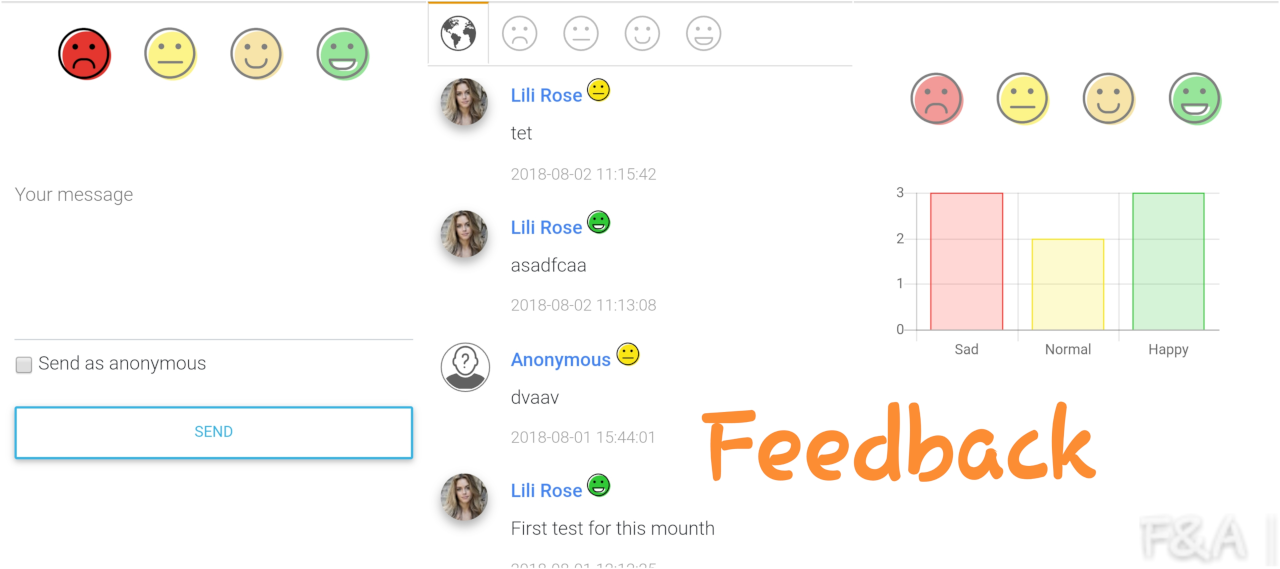 Your message
Send as anonymous
SEND
Lili Rose
tet
2018-08-02 11:15:42
Lili Rose
asadfcaa
2018-08-02 11:13:08
Anonymous
dvaav
2018-08-01 15:44:01
Lili Rose
First test for this mounth
3
2
1
0
Sad
Normal
Happy
Feedback
F&A